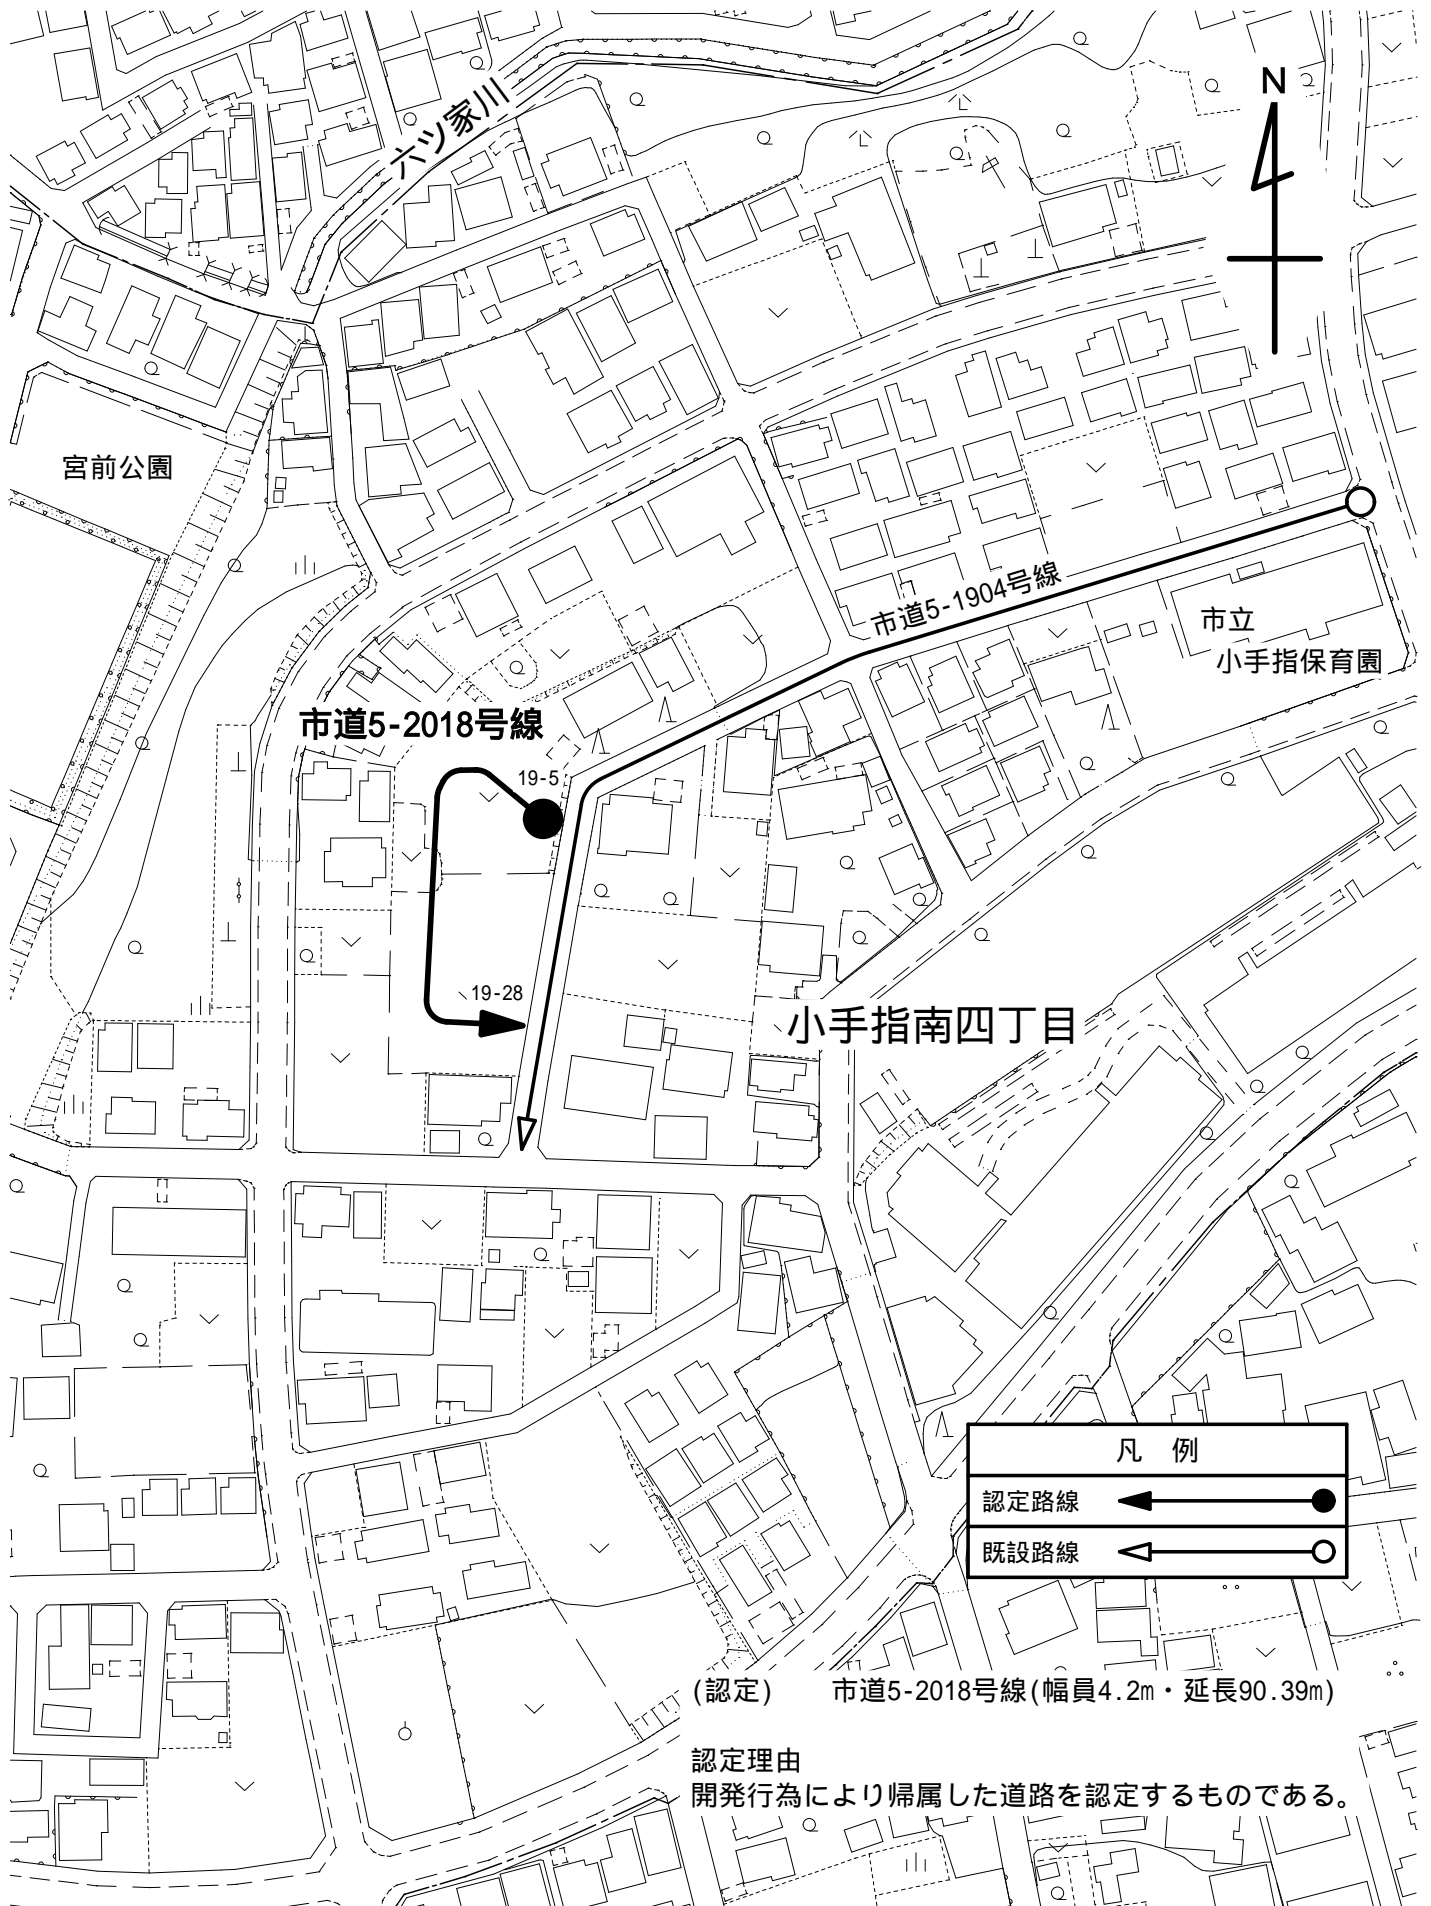 N
六ツ家川
宮前公園
市道5-1904号線
市立
小手指保育園
市道5-2018号線
19-5
19-28
小手指南四丁目
凡 例
認定路線
既設路線
(認定) 市道5-2018号線(幅員4.2m・延長90.39m)
認定理由
開発行為により帰属した道路を認定するものである。